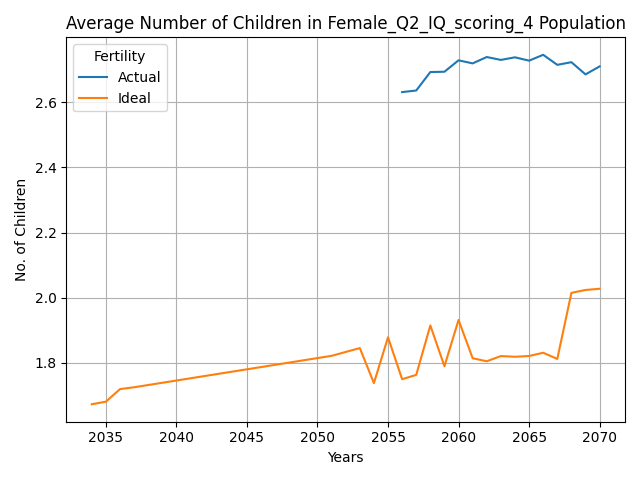 Average Number of Children in Female_Q2_IQ_scoring_4 Population
Fertility
Actual
Ideal
2.6
2.4
2.2
2.0
1.8
No. of Children
2035
2040
2045
2050
2055
2060
2065
2070
Years